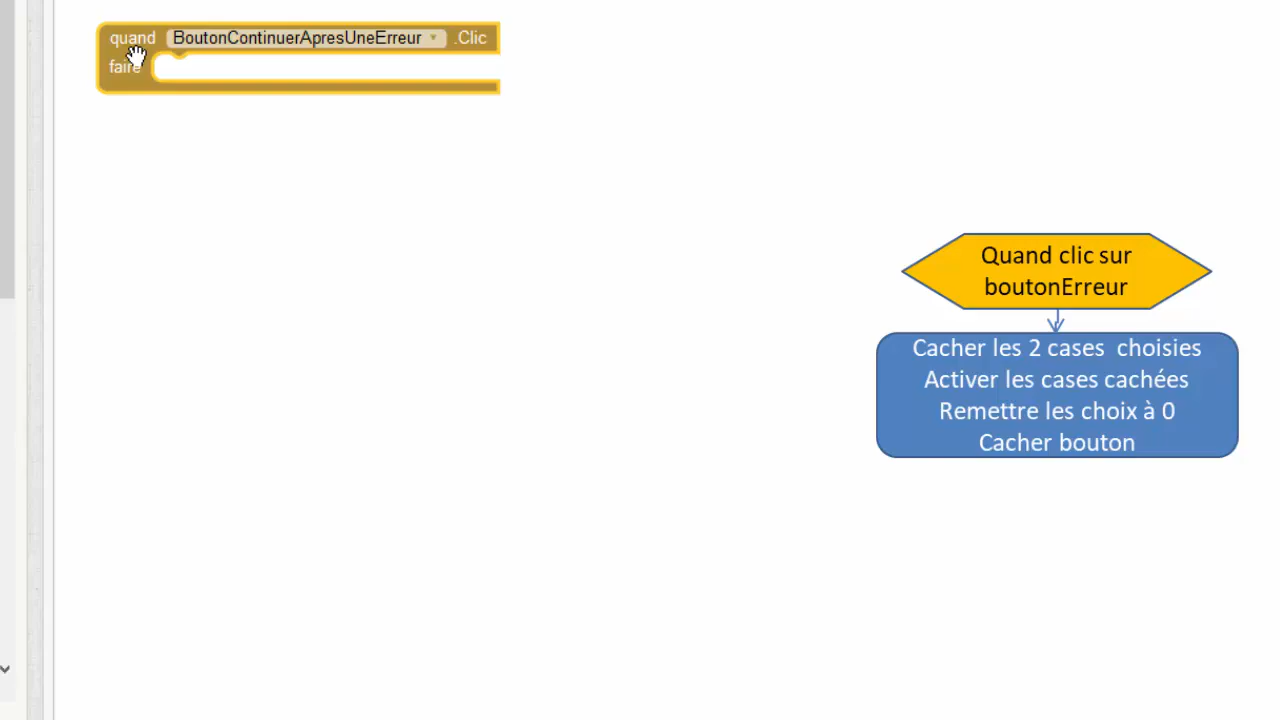 quand BoutonContinuerApresUneErreur .Clic
faire
Quand clic sur
boutonErreur
Cacher les 2 cases choisies
Activer les cases cachées
Remettre les choix à 0
Cacher bouton